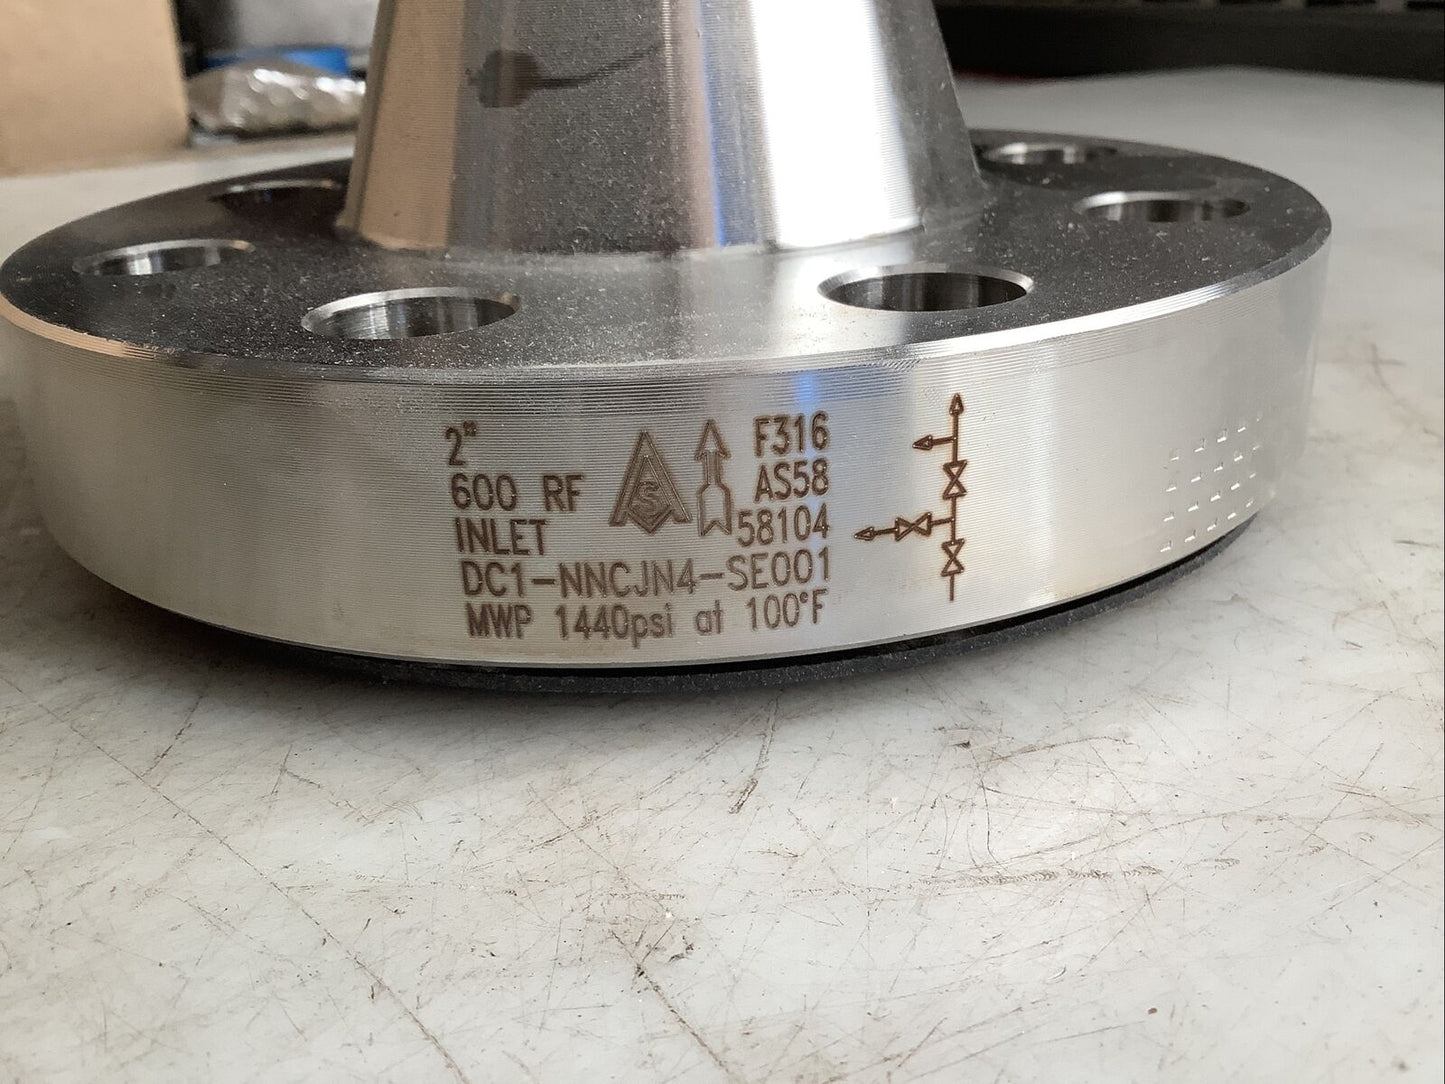 2"
600 RF
INLET
S
F316
AS58
58104
DC1-NNCJN4-SE001
MWP 1440psi at 100°F